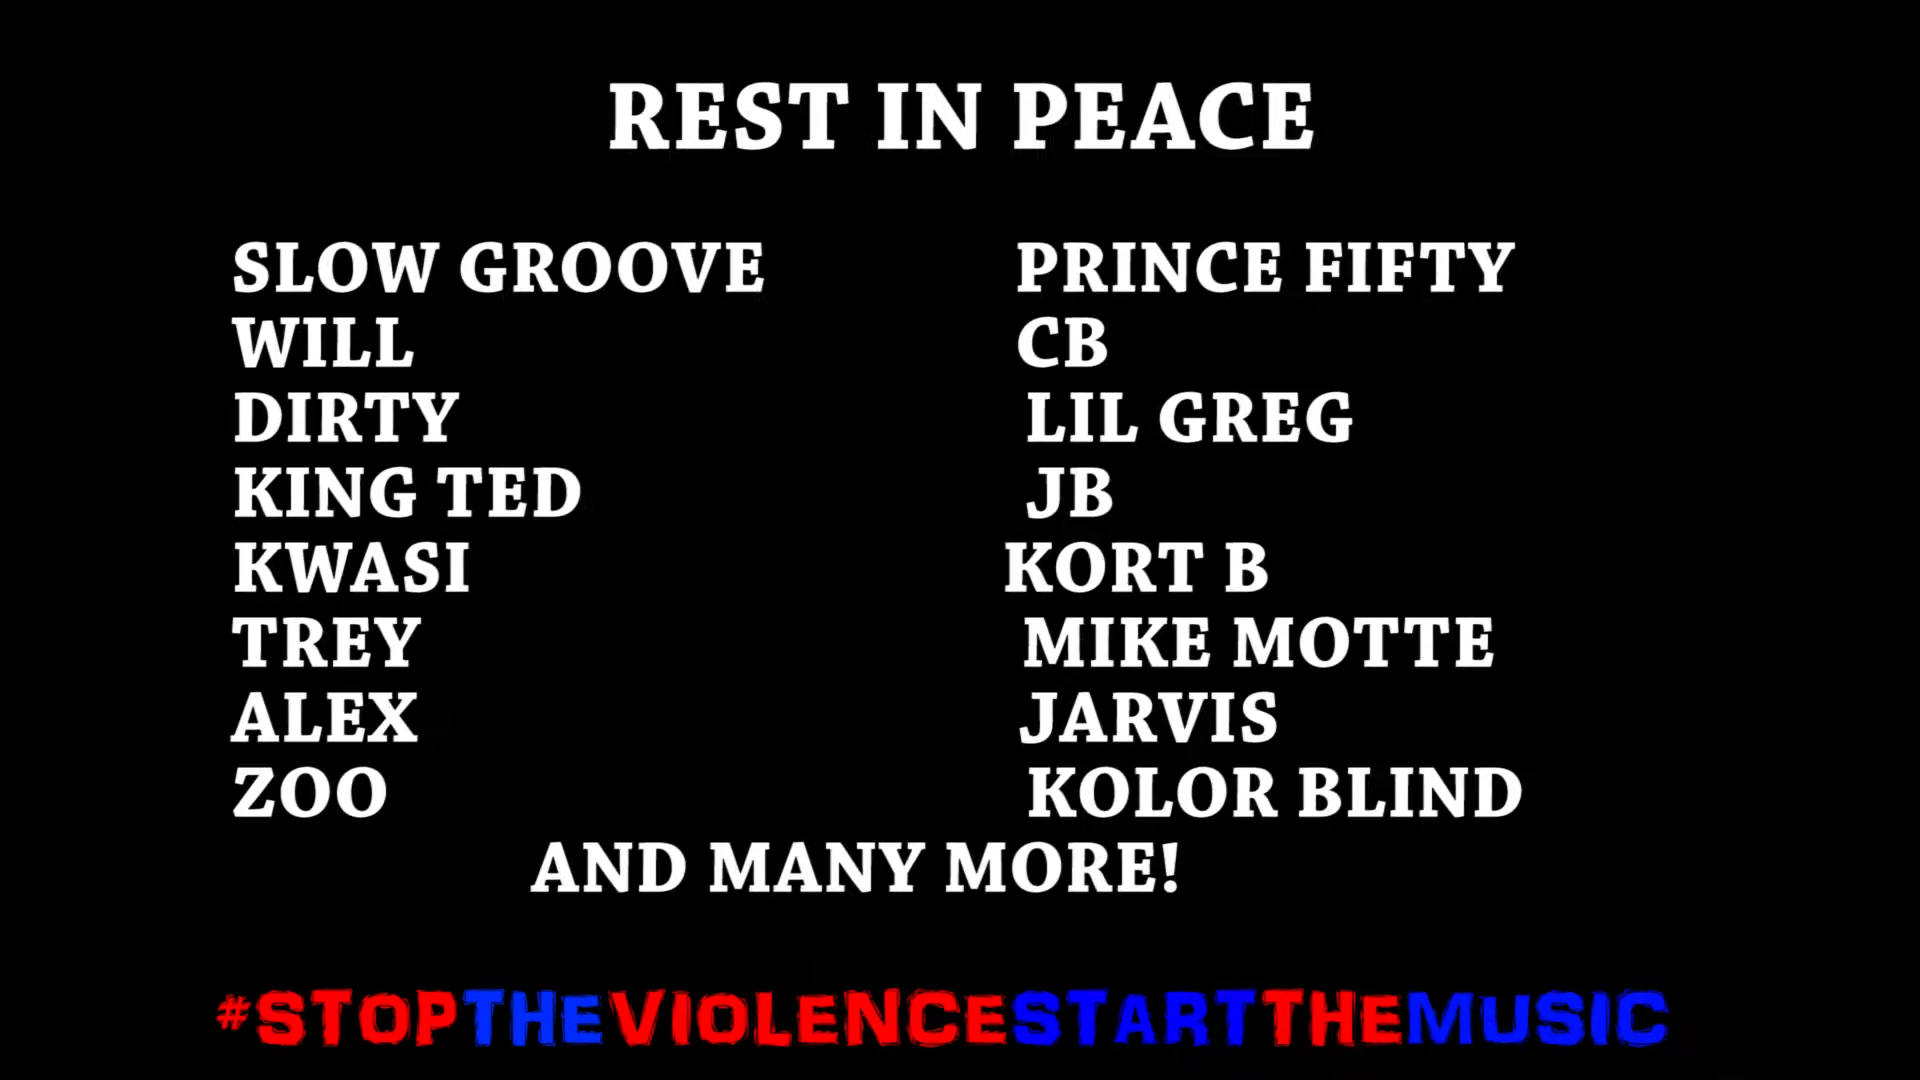 REST IN PEACE
SLOW GROOVE PRINCE FIFTY
WILL CB
DIRTY LIL GREG
KING TED JB
KWASI KORT B
TREY MIKE MOTTE
ALEX JARVIS
ZOO KOLOR BLIND
AND MANY MORE!
#STOPTHEVIOLENCESTARTTHEMUSIC